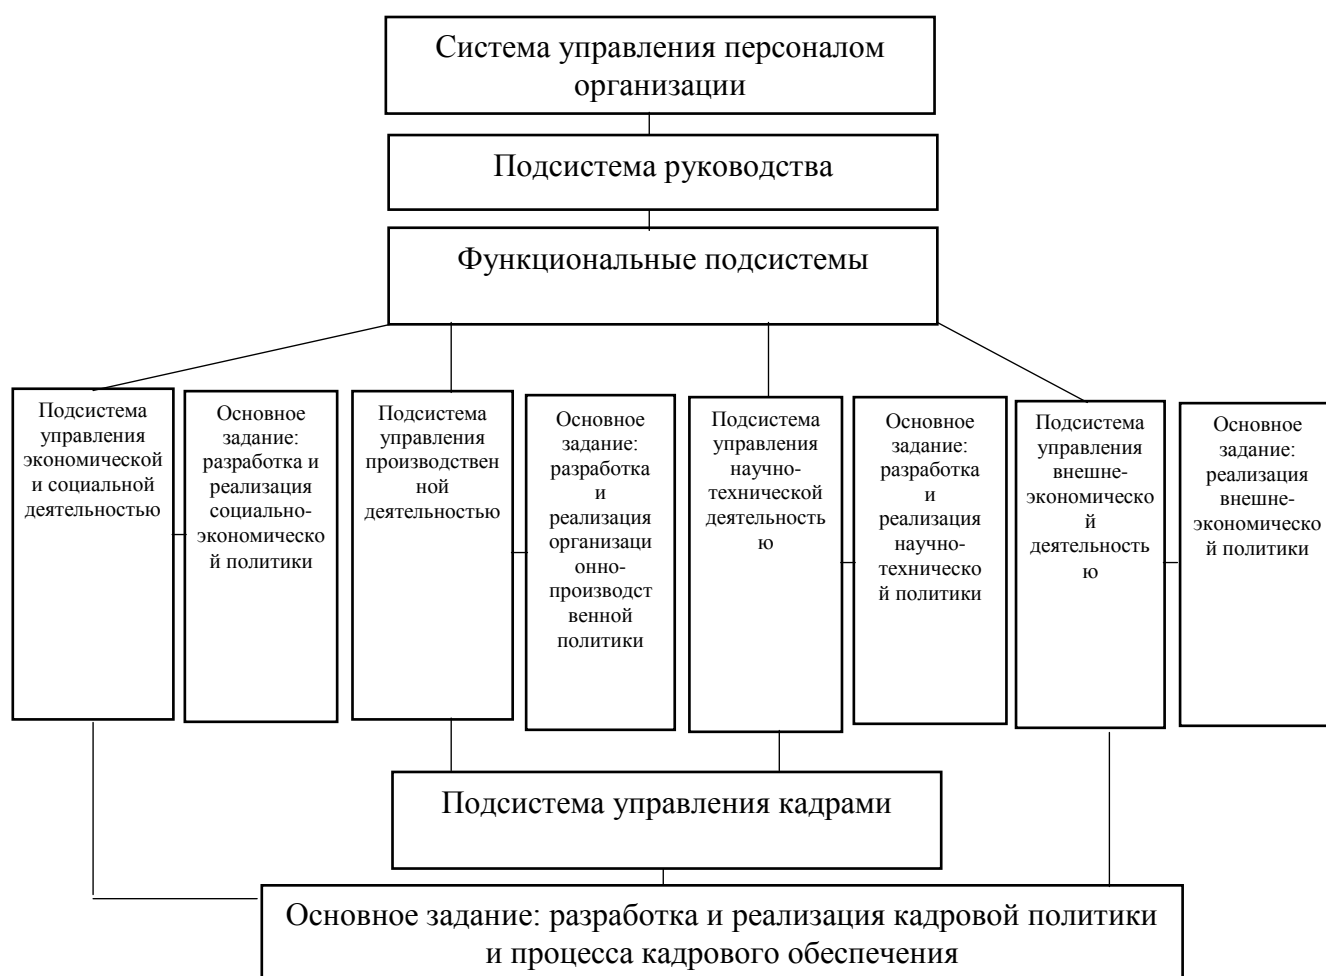 Система управления персоналом
организации
Подсистема руководства
Функциональные подсистемы
Подсистема
управления
экономической
и социальной
деятельностью
Основное
задание:
разработка и
реализация
социально-
экономическо
й политики
Подсистема
управления
производствен
ной
деятельностью
Основное
задание:
разработка
и
реализация
организаци
онно-
производст
венной
политики
Подсистема
управления
научно-
технической
деятельность
ю
Основное
задание:
разработка
и
реализация
научно-
техническо
й политики
Подсистема
управления
внешне-
экономическо
й
деятельность
ю
Основное
задание:
реализация
внешне-
экономическо
й политики
Подсистема управления кадрами
Основное задание: разработка и реализация кадровой политики
и процесса кадрового обеспечения